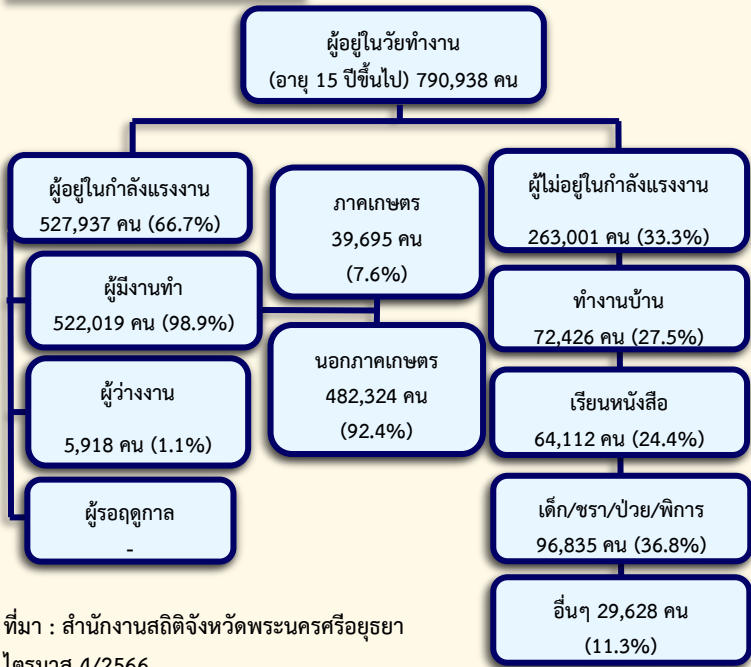 ผู้อยู่ในวัยทำงาน
(อายุ 15 ปีขึ้นไป) 790,938 คน
ผู้อยู่ในกำลังแรงงาน
527,937 คน (66.7%)
ผู้มีงานทำ
522,019 คน (98.9%)
ผู้ว่างงาน
5,918 คน (1.1%)
ผู้รอฤดูกาล
-
ภาคเกษตร
39,695 คน
(7.6%)
นอกภาคเกษตร
482,324 คน
(92.4%)
ผู้ไม่อยู่ในกำลังแรงงาน
263,001 คน (33.3%)
ทำงานบ้าน
72,426 คน (27.5%)
เรียนหนังสือ
64,112 คน (24.4%)
เด็ก/ชรา/ป่วย/พิการ
96,835 คน (36.8%)
อื่นๆ 29,628 คน
(11.3%)
ที่มา : สำนักงานสถิติจังหวัดพระนครศรีอยุธยา
ไตรมาส 4/2566